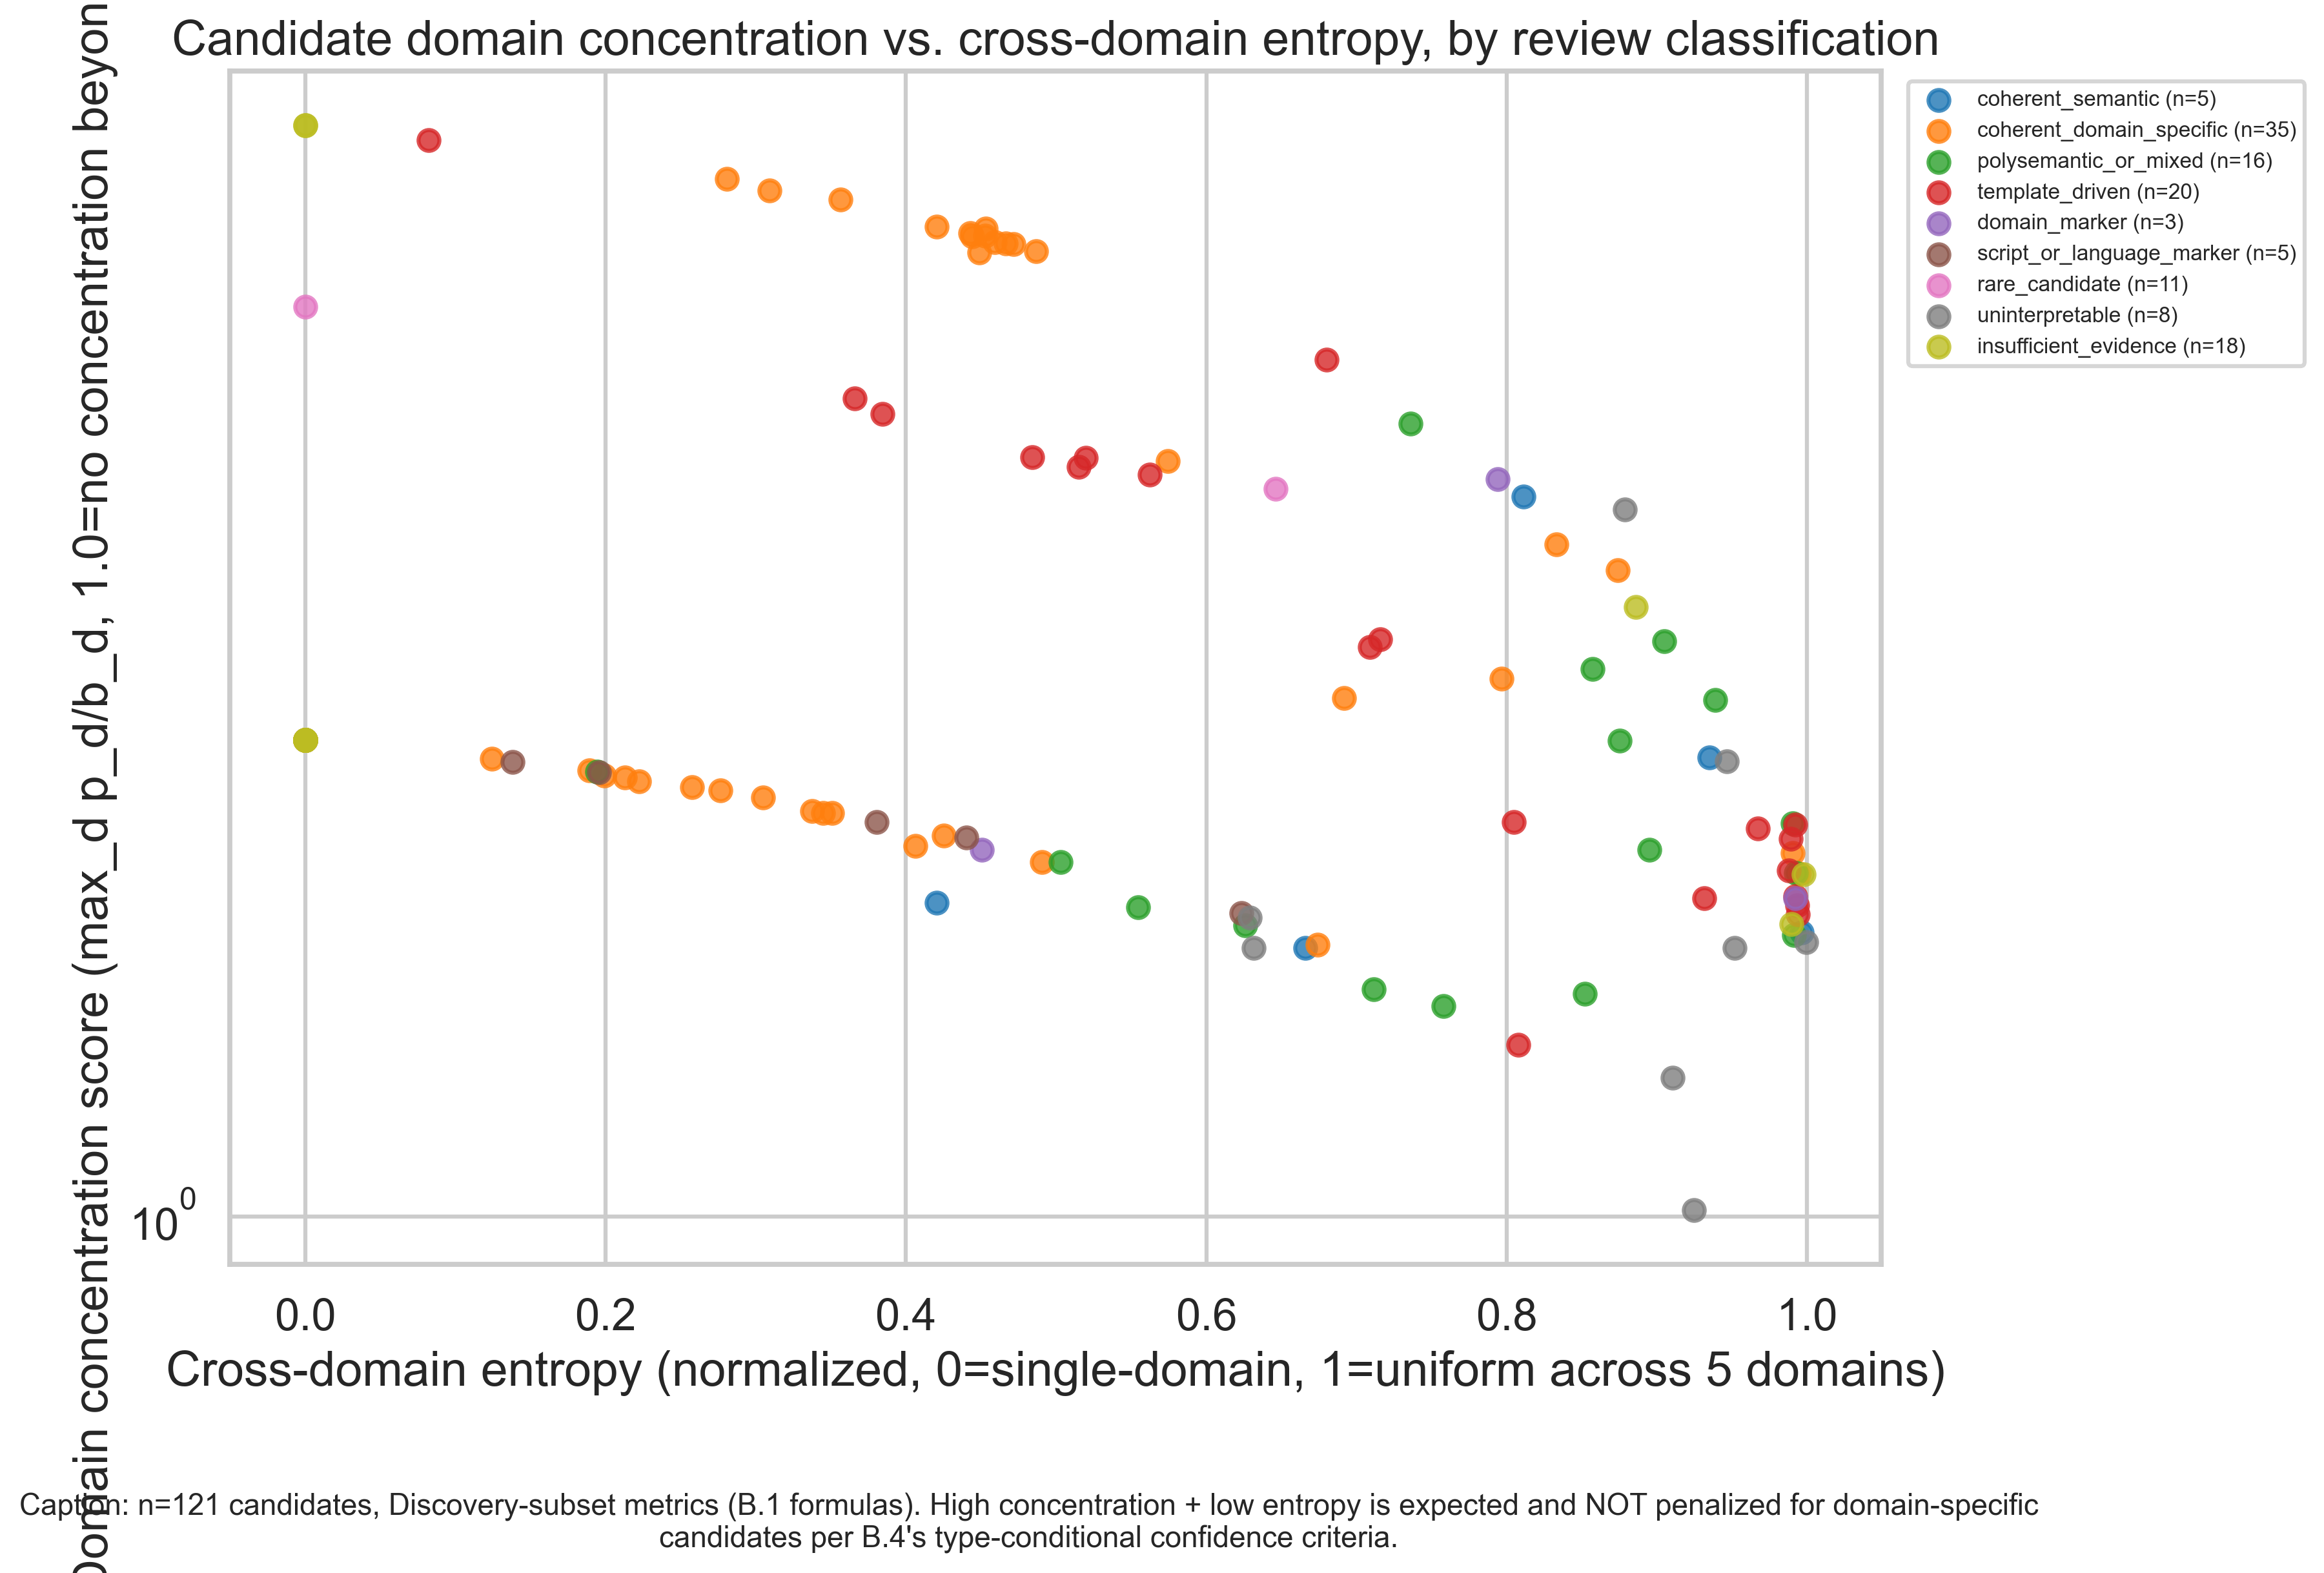 Candidate domain concentration vs. cross-domain entropy, by review classification
Domain concentration score (max_d p_d/b_d, 1.0=no concentration
coherent_semantic (n=5)
coherent_domain_specific (n=35)
polysemantic_or_mixed (n=16)
template_driven (n=20)
domain_marker (n=3)
script_or_language_marker (n=5)
rare_candidate (n=11)
uninterpretable (n=8)
insufficient_evidence (n=18)
10^0
0.0 0.2 0.4 0.6 0.8 1.0
Cross-domain entropy (normalized, 0=single-domain, 1=uniform across 5 domains)
Caption: n=121 candidates, Discovery-subset metrics (B.1 formulas). High concentration + low entropy is expected and NOT penalized for domain-specific
candidates per B.4's type-conditional confidence criteria.